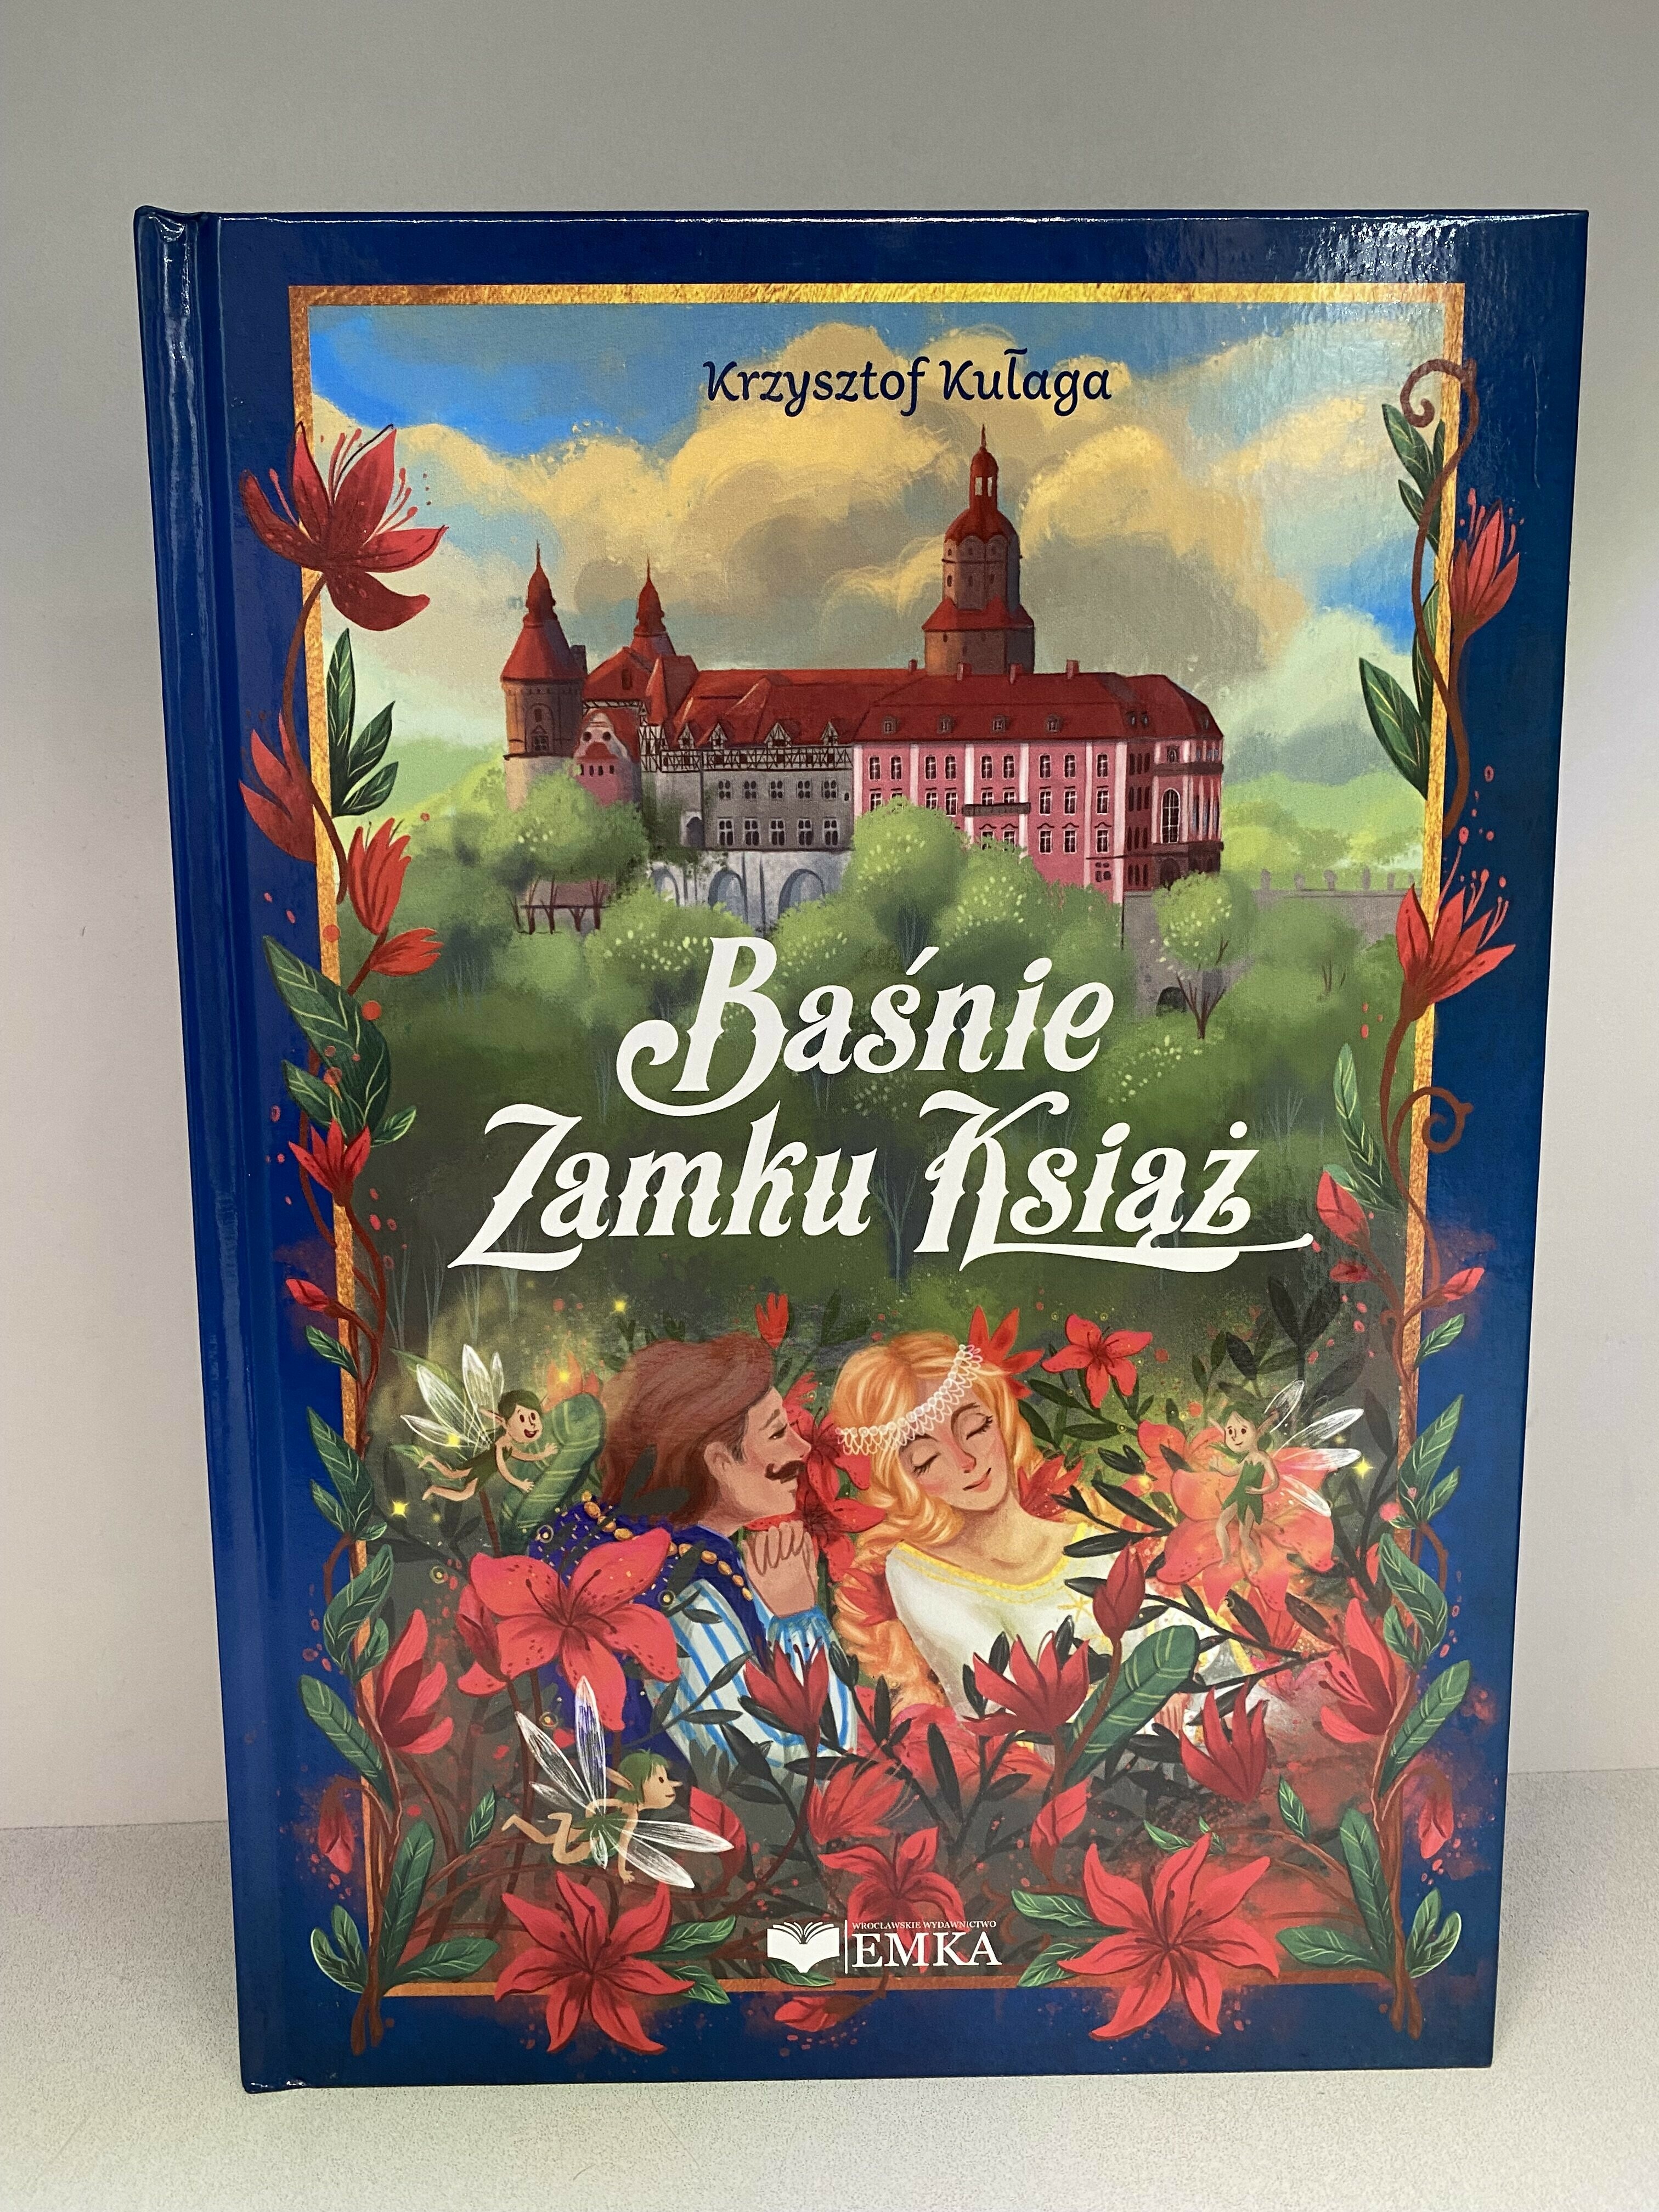 Krzysztof Kułaga
Baśnie
Zamku Książ
WROCŁAWSKIE WYDAWNICTWO
EMKA